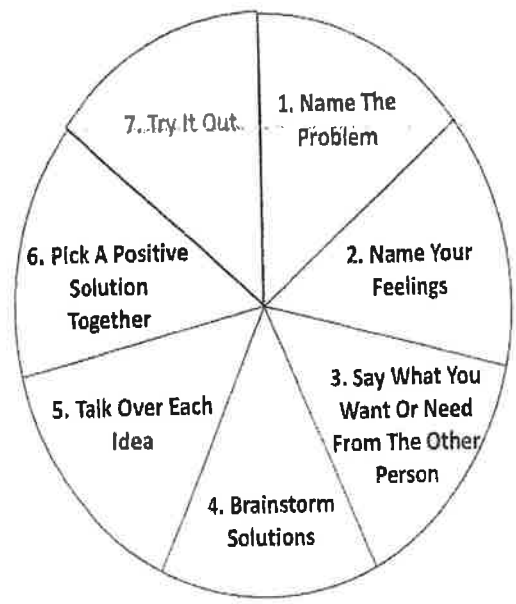 1. Name The
Problem
2. Name Your
Feelings
3. Say What You
Want Or Need
From The Other
Person
4. Brainstorm
Solutions
5. Talk Over Each
Idea
6. Pick A Positive
Solution
Together
7. Try It Out